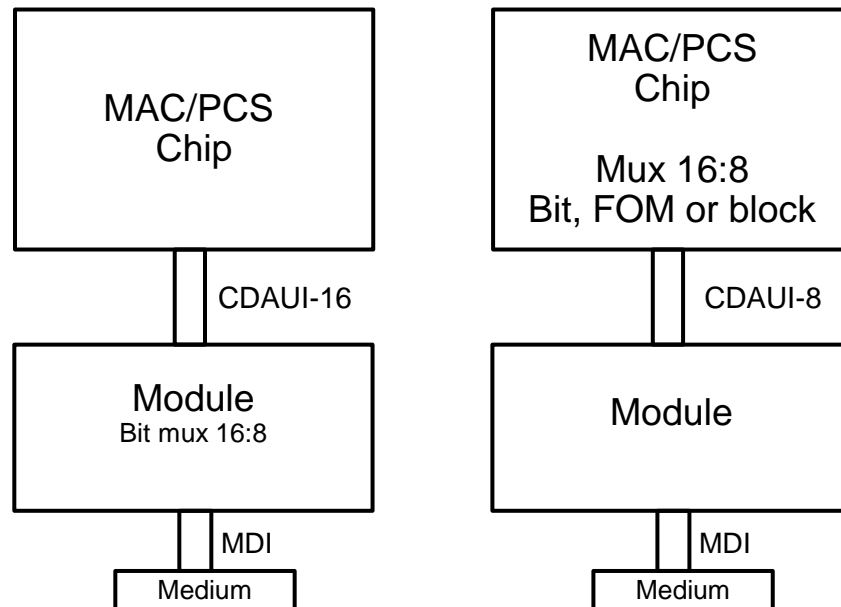 MAC/PCS
Chip
CDAUI-16
Module
Bit mux 16:8
MDI
Medium
MAC/PCS
Chip
Mux 16:8
Bit, FOM or block
CDAUI-8
Module
MDI
Medium